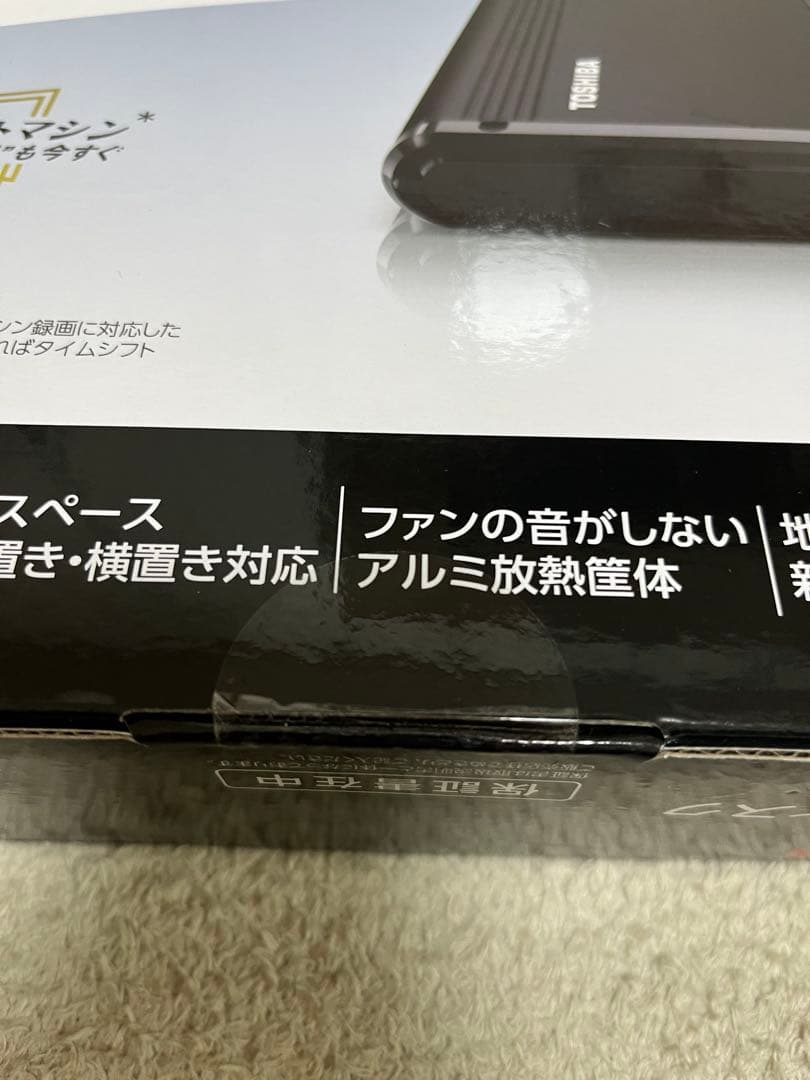 TOSHIBA
トマシン*
も今すぐ
シン録画に対応した
ればタイムシフト
スペース
置き・横置き対応
ファンの音がしない
アルミ放熱筐体
地
新
保証書在中
スク